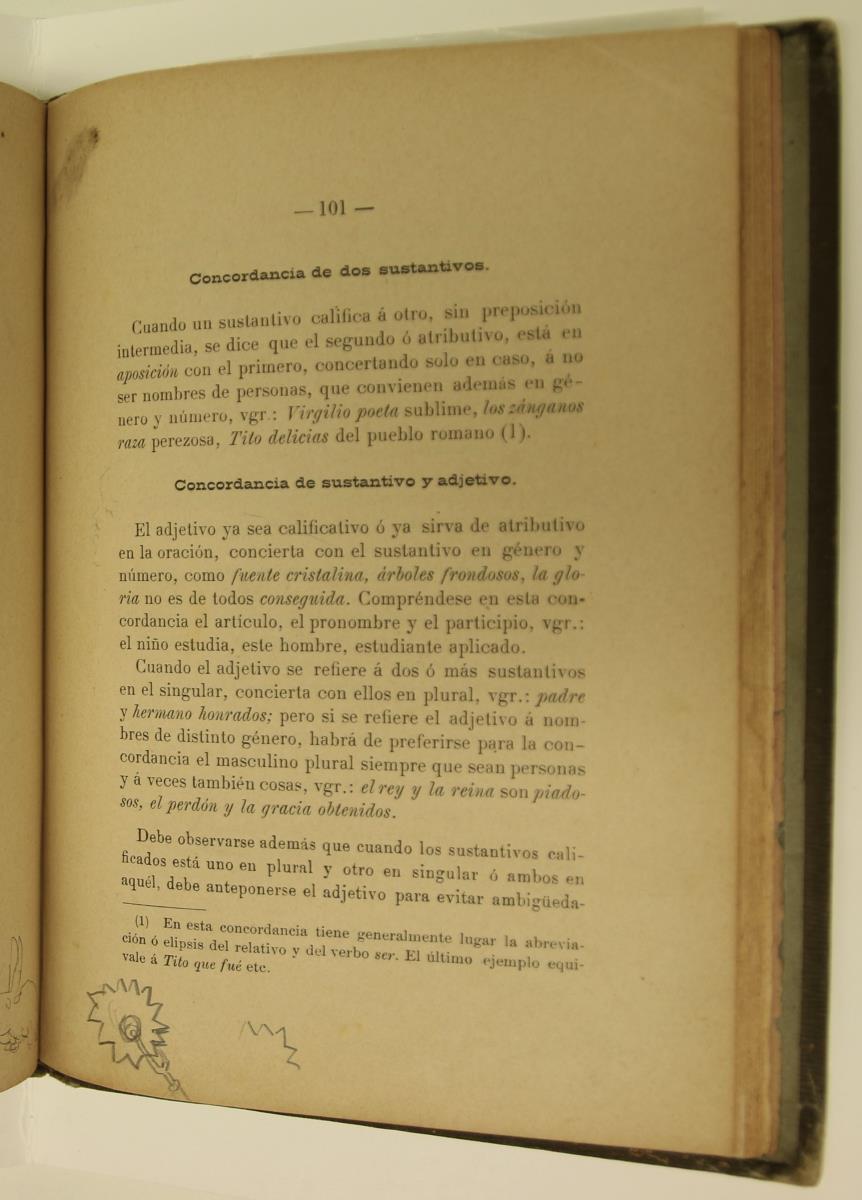 — 101 —
Concordancia de dos sustantivos.
Cuando un sustantivo califica á otro, sin preposición
intermedia, se dice que el segundo ó atributivo, está en
aposición con el primero, concertando solo en caso, á no
ser nombres de personas, que convienen además en gé-
nero y número, vgr.: Virgilio poeta sublime, los zánganos
raza perezosa, Tito delicias del pueblo romano (1).
Concordancia de sustantivo y adjetivo.
El adjetivo ya sea calificativo ó ya sirva de atributivo
en la oración, concierta con el sustantivo en género y
número, como fuente cristalina, árboles frondosos, la glo-
ria no es de todos conseguida. Compréndese en esta con-
cordancia el artículo, el pronombre y el participio, vgr.:
el niño estudia, este hombre, estudiante aplicado.
Cuando el adjetivo se refiere á dos ó más sustantivos
en el singular, concierta con ellos en plural, vgr.: padre
y hermano honrados; pero si se refiere el adjetivo á nom-
bres de distinto género, habrá de preferirse para la con-
cordancia el masculino plural siempre que sean personas
y á veces también cosas, vgr.: el rey y la reina son piado-
sos, el perdón y la gracia obtenidos.
Debe observarse además que cuando los sustantivos cali-
ficados está uno en plural y otro en singular ó ambos en
aquél, debe anteponerse el adjetivo para evitar ambigüeda-
(1) En esta concordancia tiene generalmente lugar la abrevia-
ción ó elipsis del relativo y del verbo ser. El último ejemplo equi-
vale á Tito que fué etc.